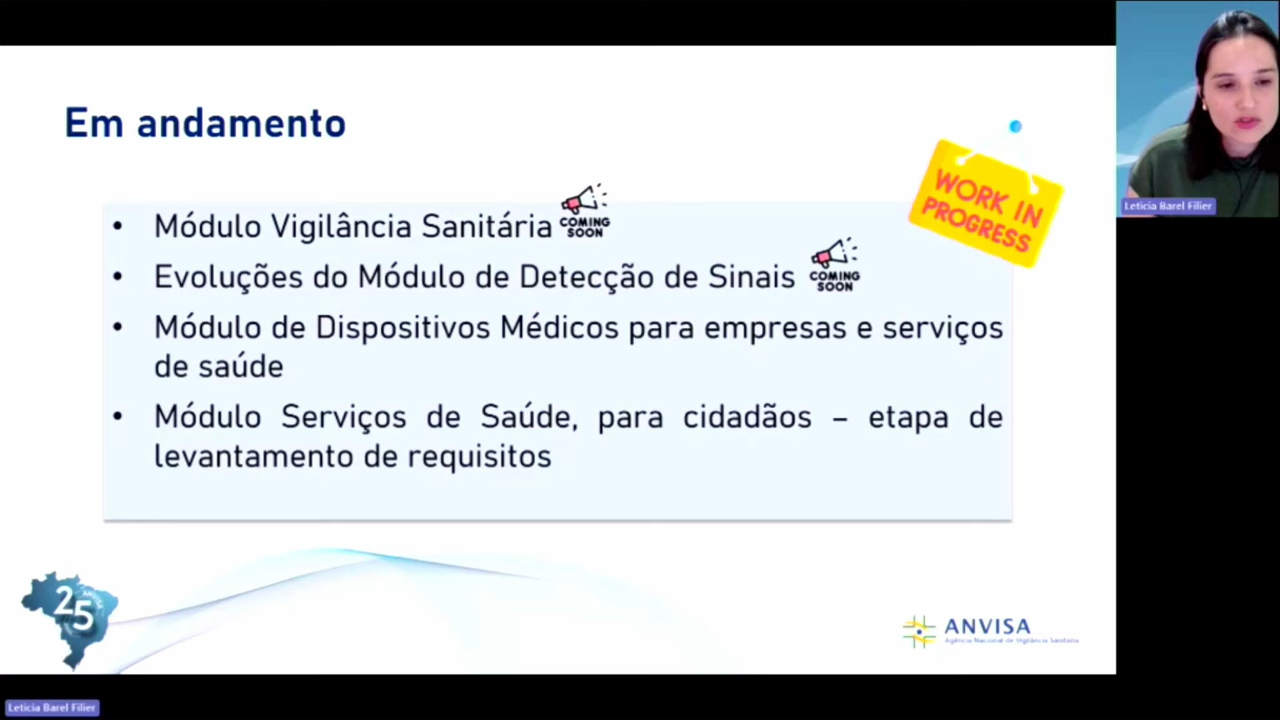 Em andamento
WORK IN
PROGRESS
Leticia Barel Filier
• Módulo Vigilância Sanitária
COMING
SOON
• Evoluções do Módulo de Detecção de Sinais
COMING
SOON
• Módulo de Dispositivos Médicos para empresas e serviços
de saúde
• Módulo Serviços de Saúde, para cidadãos – etapa de
levantamento de requisitos
ANVISA
25
ANVISA
Agência Nacional de Vigilância Sanitária
Leticia Barel Filier